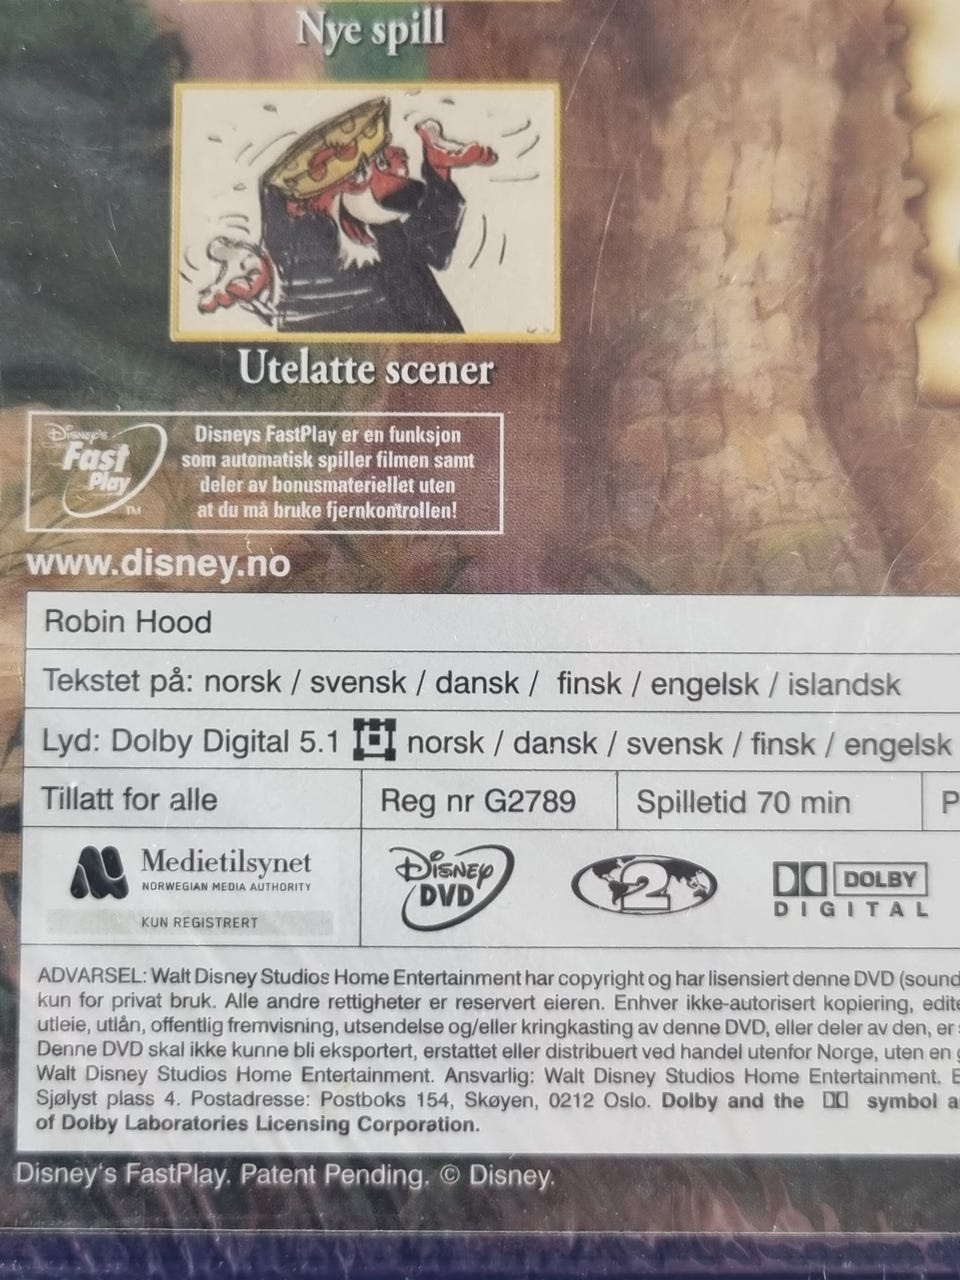 Nye spill
Utelatte scener
Disney's
Fast
Play
TM
Disneys FastPlay er en funksjon
som automatisk spiller filmen samt
deler av bonusmateriellet uten
at du må bruke fjernkontrollen!
www.disney.no
Robin Hood
Tekstet på: norsk / svensk / dansk / finsk / engelsk / islandsk
Lyd: Dolby Digital 5.1 norsk / dansk / svensk / finsk / engelsk
Tillatt for alle
Reg nr G2789
Spilletid 70 min
P
Medietilsynet
NORWEGIAN MEDIA AUTHORITY
KUN REGISTRERT
Disney
DVD
2
DOLBY
DIGITAL
ADVARSEL: Walt Disney Studios Home Entertainment har copyright og har lisensiert denne DVD (sound
kun for privat bruk. Alle andre rettigheter er reservert eieren. Enhver ikke-autorisert kopiering, edite
utleie, utlån, offentlig fremvisning, utsendelse og/eller kringkasting av denne DVD, eller deler av den, er
Denne DVD skal ikke kunne bli eksportert, erstattet eller distribuert ved handel utenfor Norge, uten en
Walt Disney Studios Home Entertainment. Ansvarlig: Walt Disney Studios Home Entertainment.
Sjølyst plass 4. Postadresse: Postboks 154, Skøyen, 0212 Oslo. Dolby and the symbol a
of Dolby Laboratories Licensing Corporation.
Disney's FastPlay. Patent Pending. © Disney.